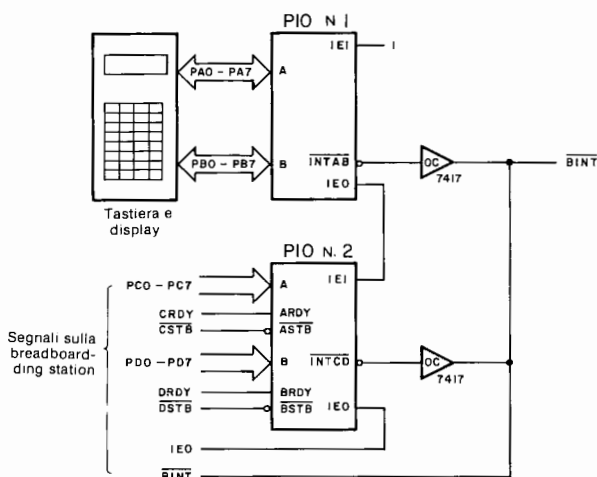 PIO N 1
IEI
1
PA0 - PA7
A
PB0 - PB7
B
INTAB
IEO
OC
7417
BINT
Tastiera e
display
PIO N. 2
IEI
PC0 - PC7
A
CRDY
ARDY
CSTB
ASTB
Segnali sulla
breadboard-
ding station
PD0 - PD7
B
INTCD
OC
7417
DRDY
BRDY
IEO
DSTB
BSTB
IEO
BINT